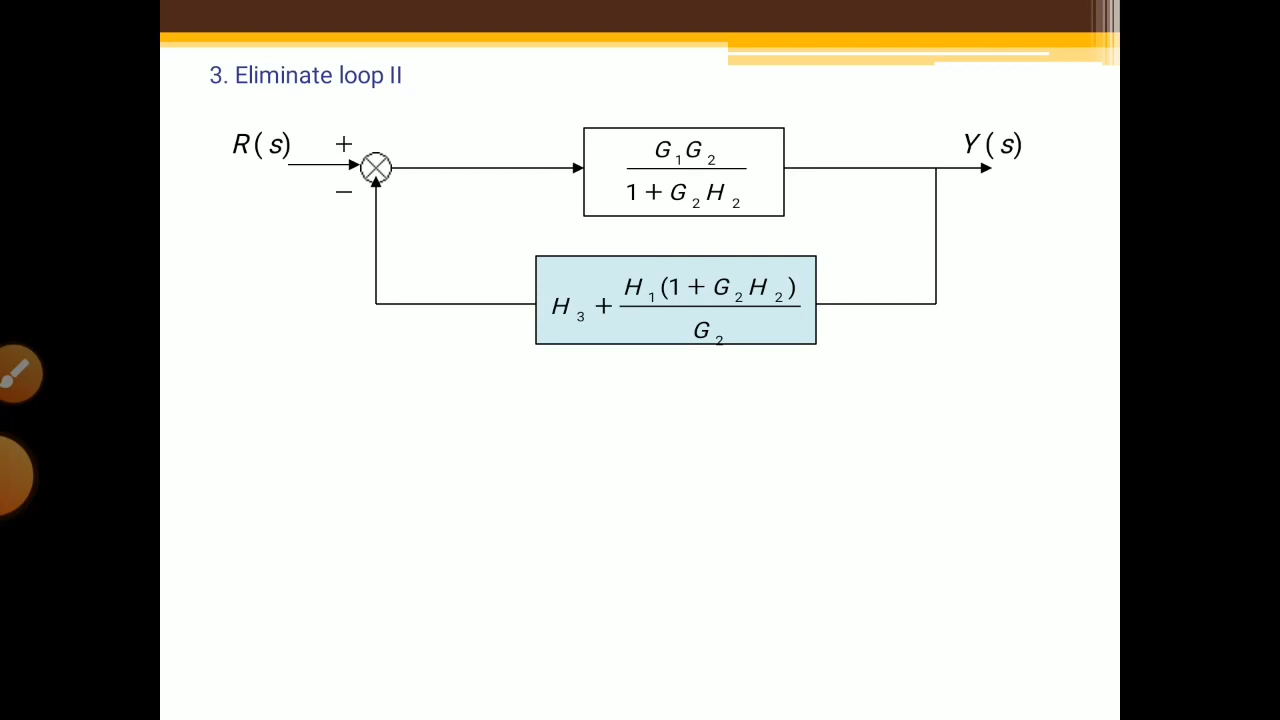 3. Eliminate loop II
R(s) + Y(s)
−
G₁G₂
1 + G₂H₂
H₃ + H₁(1 + G₂H₂)
G₂